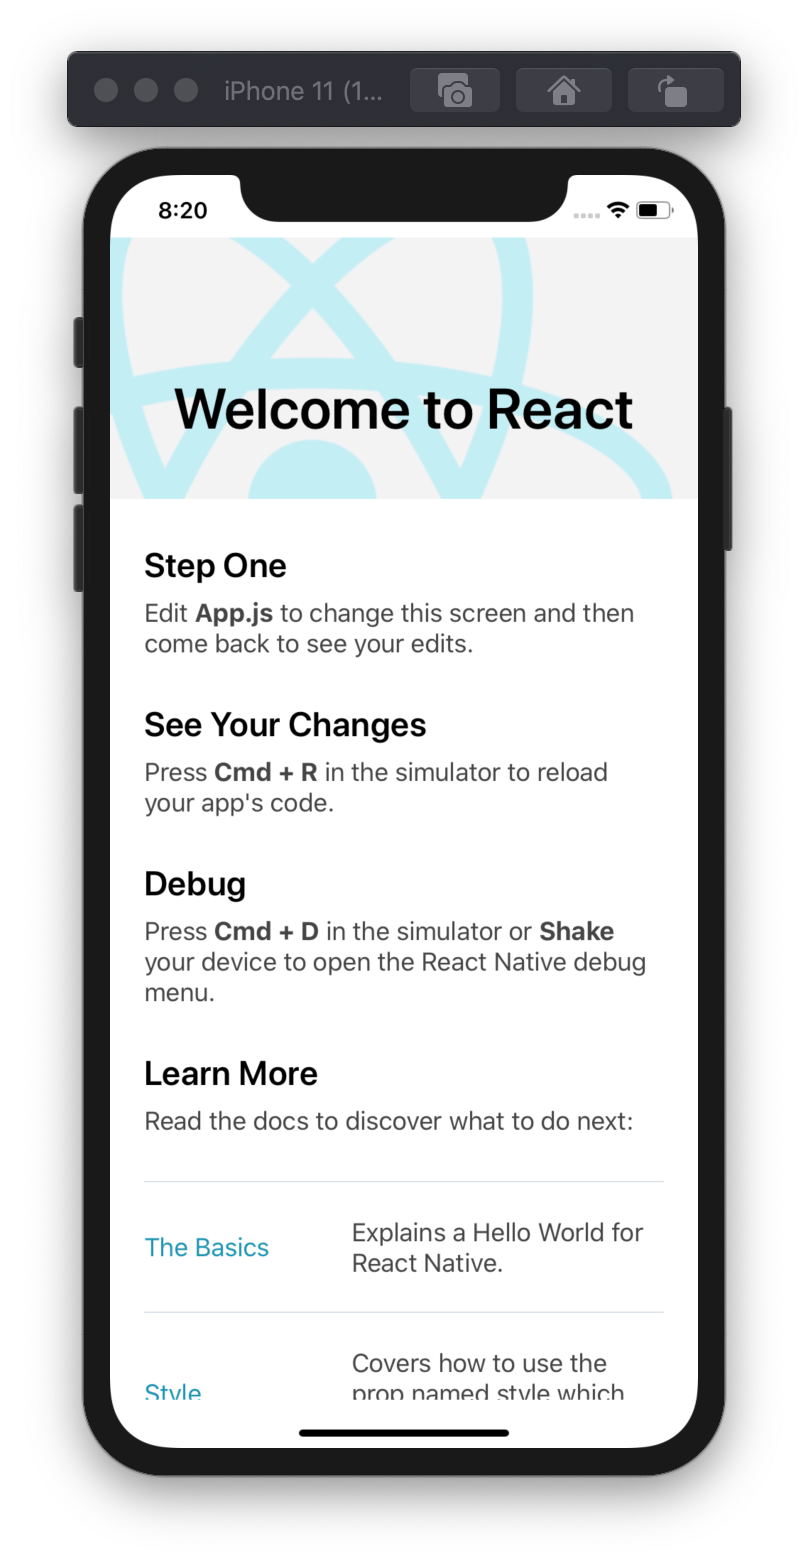 iPhone 11 (1...
8:20
Welcome to React
Step One
Edit App.js to change this screen and then
come back to see your edits.
See Your Changes
Press Cmd + R in the simulator to reload
your app's code.
Debug
Press Cmd + D in the simulator or Shake
your device to open the React Native debug
menu.
Learn More
Read the docs to discover what to do next:
The Basics
Explains a Hello World for
React Native.
Style
Covers how to use the
prop named style which